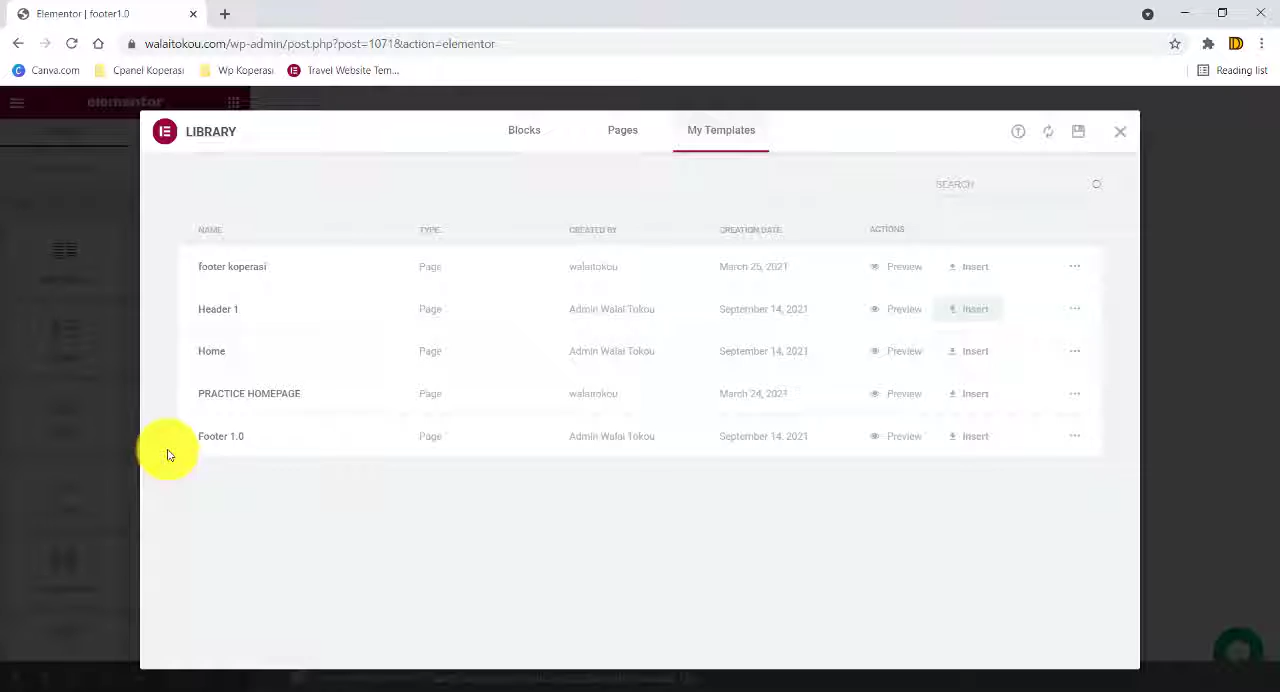 Elementor | footer1.0
walaitokou.com/wp-admin/post.php?post=1071&action=elementor
Canva.com Cpanel Koperasi Wp Koperasi Travel Website Tem... Reading list
elementor
LIBRARY Blocks Pages My Templates
SEARCH
NAME TYPE CREATED BY CREATION DATE ACTIONS
footer koperasi Page walaitokou March 25, 2021 Preview Insert
Header 1 Page Admin Walai Tokou September 14, 2021 Preview Insert
Home Page Admin Walai Tokou September 14, 2021 Preview Insert
PRACTICE HOMEPAGE Page walaitokou March 24, 2021 Preview Insert
Footer 1.0 Page Admin Walai Tokou September 14, 2021 Preview Insert